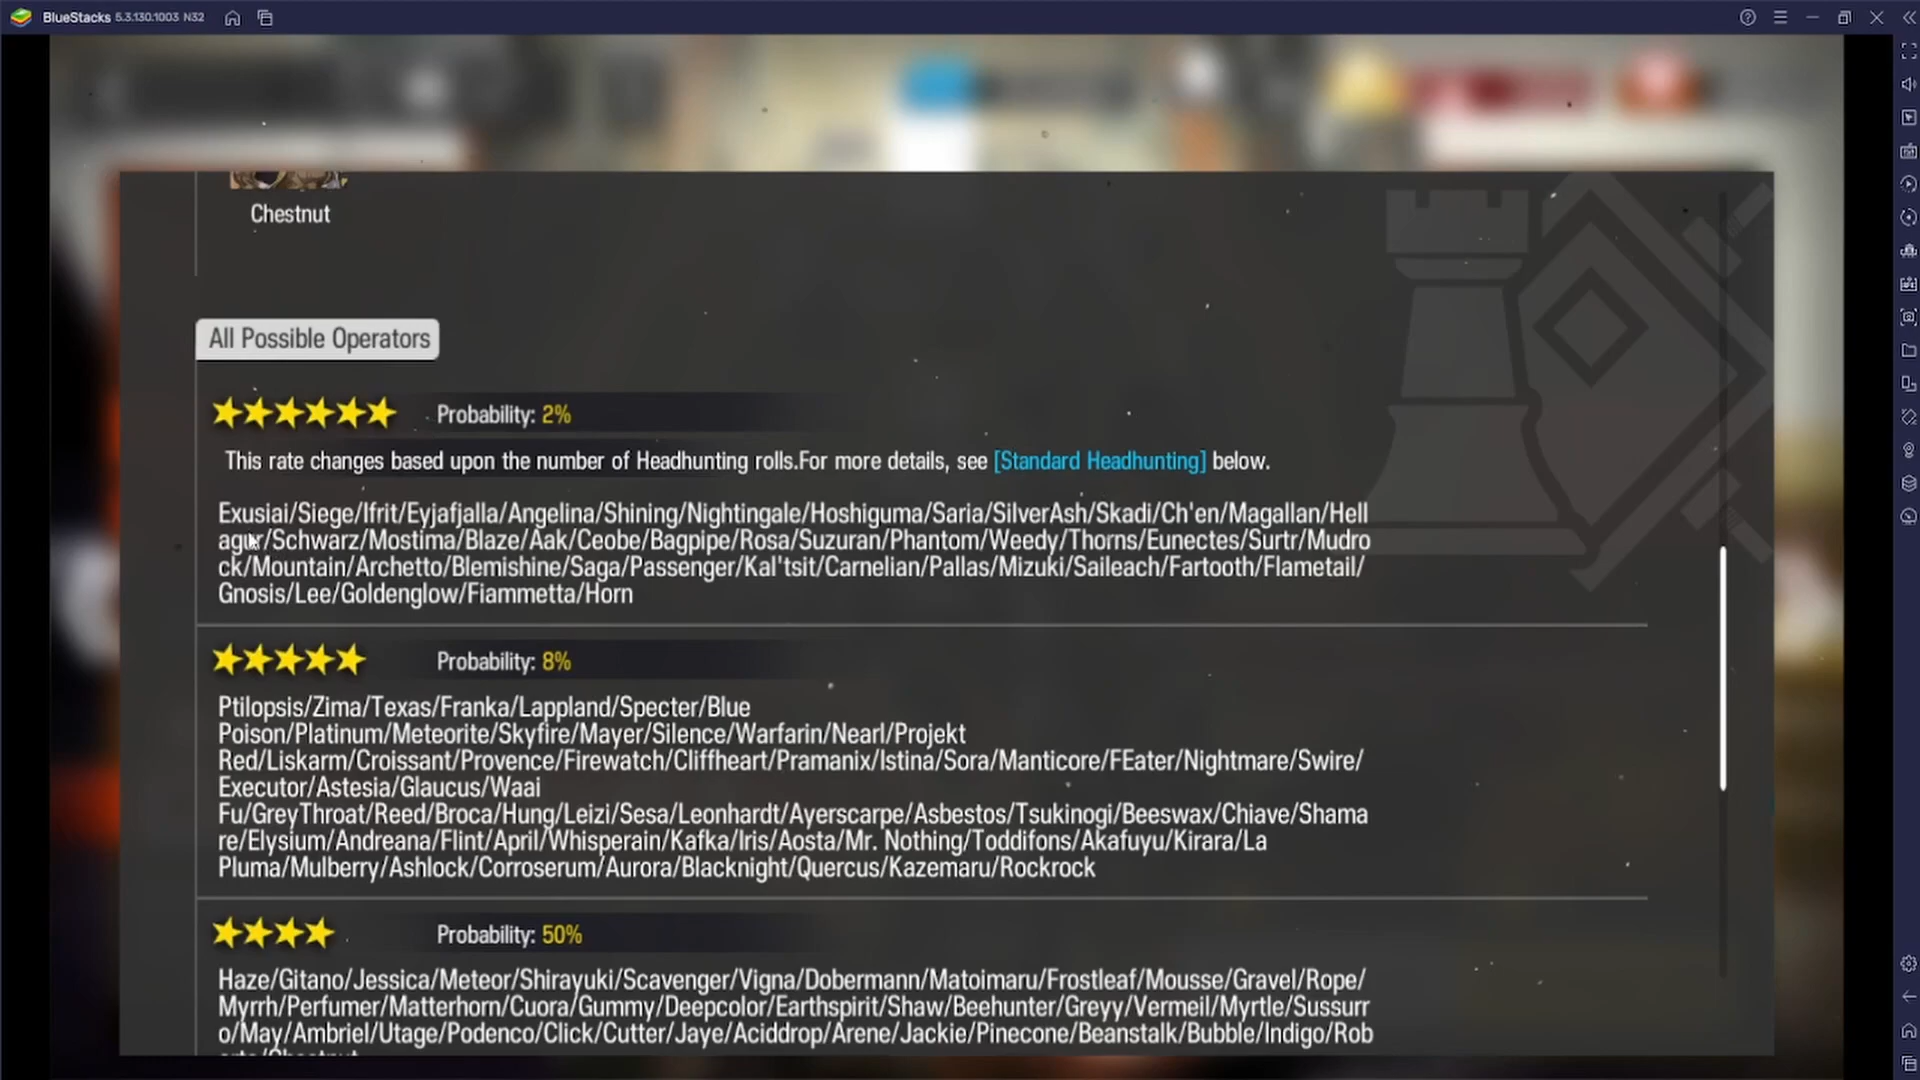 BlueStacks 5.3.130.1003 N32
Chestnut
All Possible Operators
Probability: 2%
This rate changes based upon the number of Headhunting rolls.For more details, see [Standard Headhunting] below.
Exusiai/Siege/Ifrit/Eyjafjalla/Angelina/Shining/Nightingale/Hoshiguma/Saria/SilverAsh/Skadi/Ch'en/Magallan/Hell
agur/Schwarz/Mostima/Blaze/Aak/Ceobe/Bagpipe/Rosa/Suzuran/Phantom/Weedy/Thorns/Eunectes/Surtr/Mudro
ck/Mountain/Archetto/Blemishine/Saga/Passenger/Kal'tsit/Carnelian/Pallas/Mizuki/Saileach/Fartooth/Flametail/
Gnosis/Lee/Goldenglow/Fiammetta/Horn
Probability: 8%
Ptilopsis/Zima/Texas/Franka/Lappland/Specter/Blue
Poison/Platinum/Meteorite/Skyfire/Mayer/Silence/Warfarin/Nearl/Projekt
Red/Liskarm/Croissant/Provence/Firewatch/Cliffheart/Pramanix/Istina/Sora/Manticore/FEater/Nightmare/Swire/
Executor/Astesia/Glaucus/Waai
Fu/GreyThroat/Reed/Broca/Hung/Leizi/Sesa/Leonhardt/Ayerscarpe/Asbestos/Tsukinogi/Beeswax/Chiave/Shama
re/Elysium/Andreana/Flint/April/Whisperain/Kafka/Iris/Aosta/Mr. Nothing/Toddifons/Akafuyu/Kirara/La
Pluma/Mulberry/Ashlock/Corroserum/Aurora/Blacknight/Quercus/Kazemaru/Rockrock
Probability: 50%
Haze/Gitano/Jessica/Meteor/Shirayuki/Scavenger/Vigna/Dobermann/Matoimaru/Frostleaf/Mousse/Gravel/Rope/
Myrrh/Perfumer/Matterhorn/Cuora/Gummy/Deepcolor/Earthspirit/Shaw/Beehunter/Greyy/Vermeil/Myrtle/Sussurr
o/May/Ambriel/Utage/Podenco/Click/Cutter/Jaye/Aciddrop/Arene/Jackie/Pinecone/Beanstalk/Bubble/Indigo/Rob